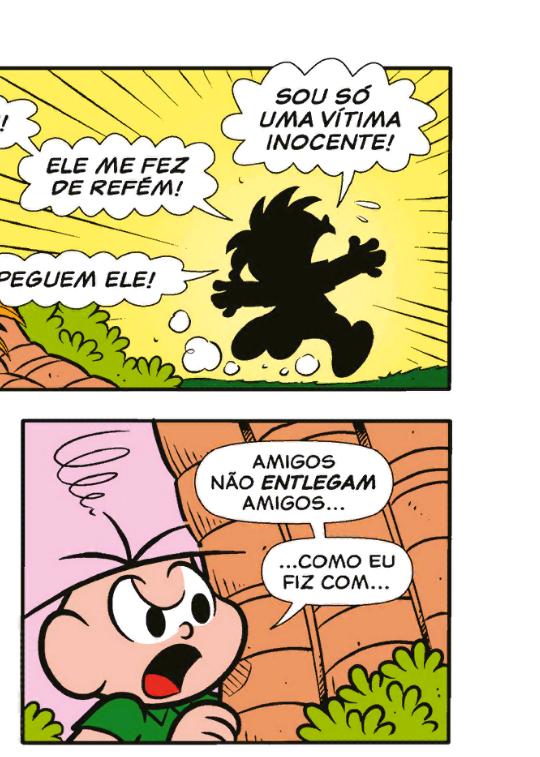 SOU SÓ
UMA VÍTIMA
INOCENTE!
ELE ME FEZ
DE REFÉM!
PEGUEM ELE!
AMIGOS
NÃO ENTLEGAM
AMIGOS...
...COMO EU
FIZ COM...